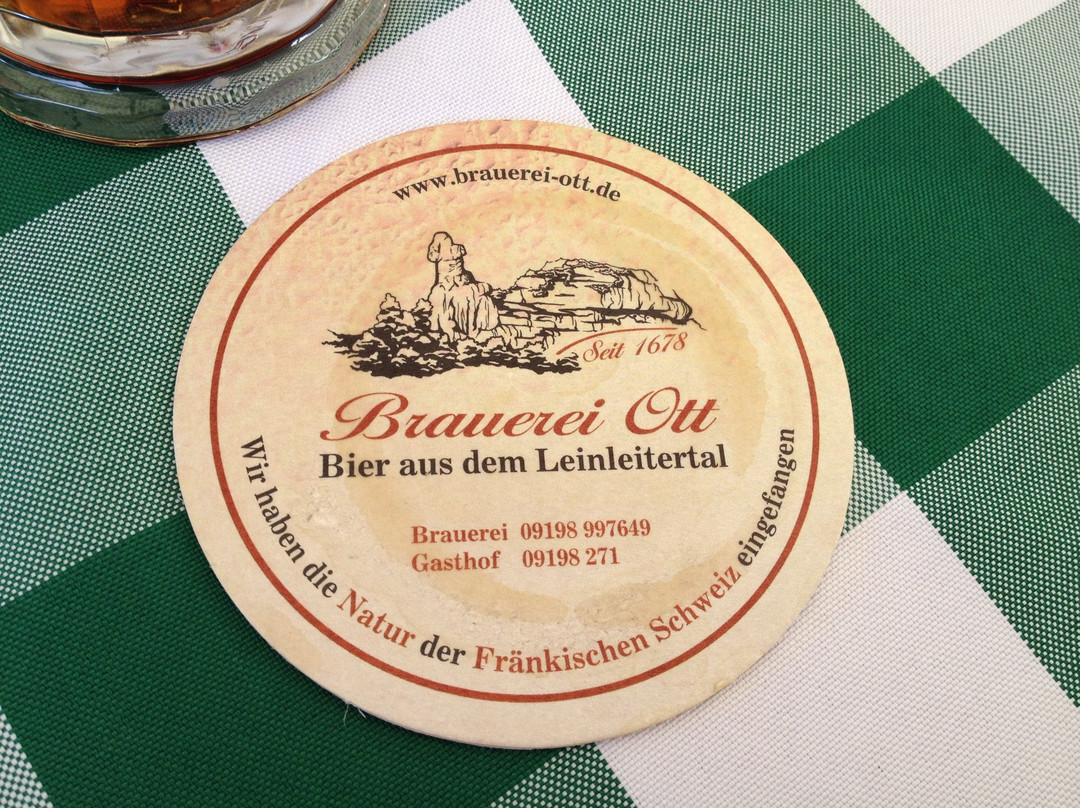 www.brauerei-ott.de
Seit 1678
Brauerei Ott
Bier aus dem Leinleitertal
Brauerei 09198 997649
Gasthof 09198 271
Wir haben die Natur der Fränkischen Schweiz eingefangen